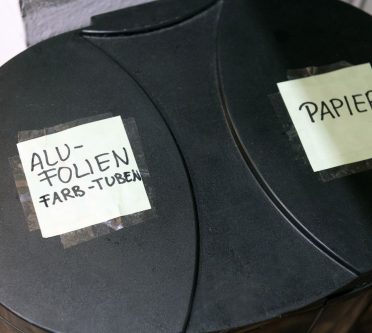 ALU-
FOLIEN
FARB-TUBEN
PAPIER